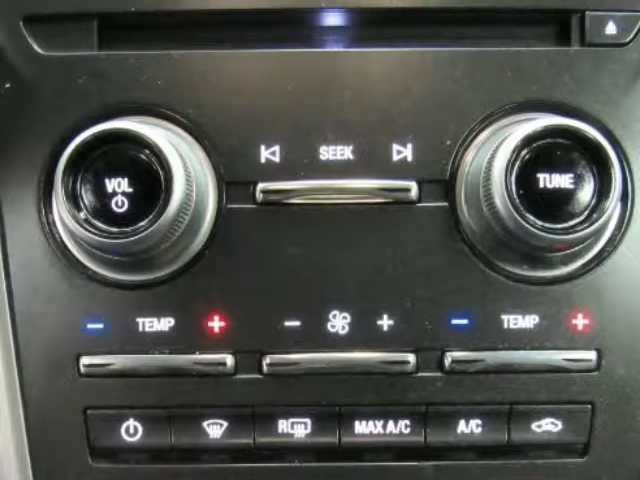 VOL
SEEK
TUNE
− TEMP +
− +
− TEMP +
R
MAX A/C
A/C